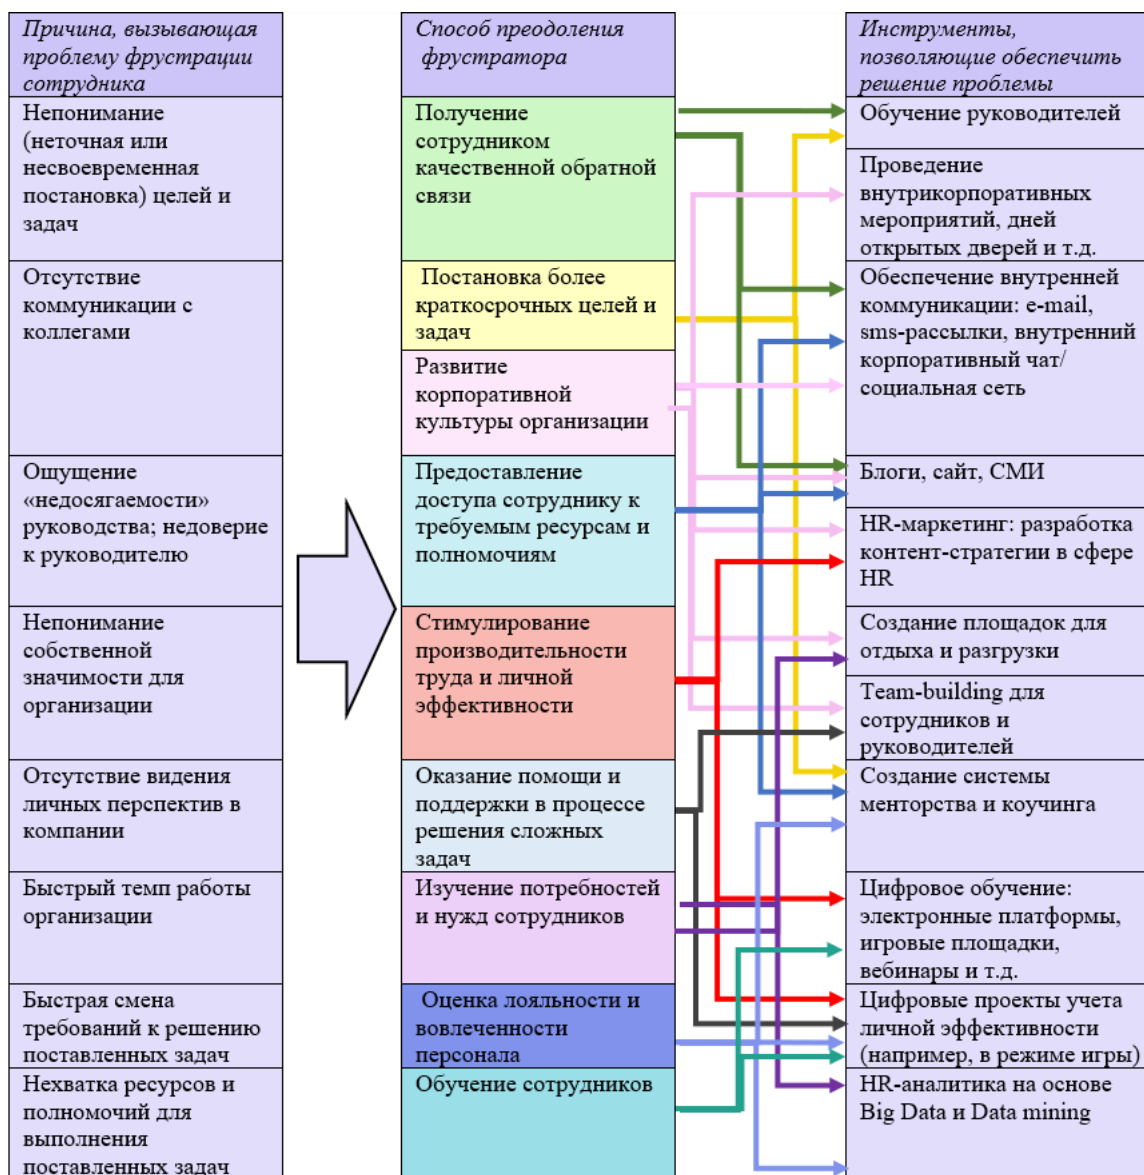 Причина, вызывающая
проблему фрустрации
сотрудника
Непонимание
(неточная или
несвоевременная
постановка) целей и
задач
Отсутствие
коммуникации с
коллегами
Ощущение
«недосягаемости»
руководства; недоверие
к руководителю
Непонимание
собственной
значимости для
организации
Отсутствие видения
личных перспектив в
компании
Быстрый темп работы
организации
Быстрая смена
требований к решению
поставленных задач
Нехватка ресурсов и
полномочий для
выполнения
поставленных задач
Способ преодоления
фрустратора
Получение
сотрудником
качественной обратной
связи
Постановка более
краткосрочных целей и
задач
Развитие
корпоративной
культуры организации
Предоставление
доступа сотруднику к
требуемым ресурсам и
полномочиям
Стимулирование
производительности
труда и личной
эффективности
Оказание помощи и
поддержки в процессе
решения сложных
задач
Изучение потребностей
и нужд сотрудников
Оценка лояльности и
вовлеченности
персонала
Обучение сотрудников
Инструменты,
позволяющие обеспечить
решение проблемы
Обучение руководителей
Проведение
внутрикорпоративных
мероприятий, дней
открытых дверей и т.д.
Обеспечение внутренней
коммуникации: e-mail,
sms-рассылки, внутренний
корпоративный чат/
социальная сеть
Блоги, сайт, СМИ
HR-маркетинг: разработка
контент-стратегии в сфере
HR
Создание площадок для
отдыха и разгрузки
Team-building для
сотрудников и
руководителей
Создание системы
менторства и коучинга
Цифровое обучение:
электронные платформы,
игровые площадки,
вебинары и т.д.
Цифровые проекты учета
личной эффективности
(например, в режиме игры)
HR-аналитика на основе
Big Data и Data mining